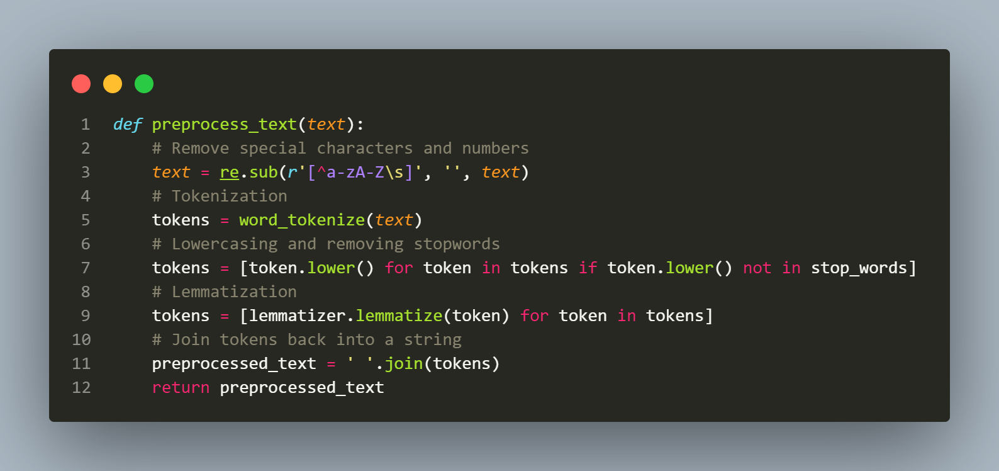 1 def preprocess_text(text):
2     # Remove special characters and numbers
3     text = re.sub(r'[^a-zA-Z\s]', '', text)
4     # Tokenization
5     tokens = word_tokenize(text)
6     # Lowercasing and removing stopwords
7     tokens = [token.lower() for token in tokens if token.lower() not in stop_words]
8     # Lemmatization
9     tokens = [lemmatizer.lemmatize(token) for token in tokens]
10     # Join tokens back into a string
11     preprocessed_text = ' '.join(tokens)
12     return preprocessed_text